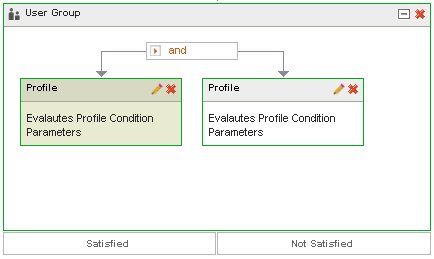 User Group
and
Profile
Evalautes Profile Condition
Parameters
Profile
Evalautes Profile Condition
Parameters
Satisfied
Not Satisfied